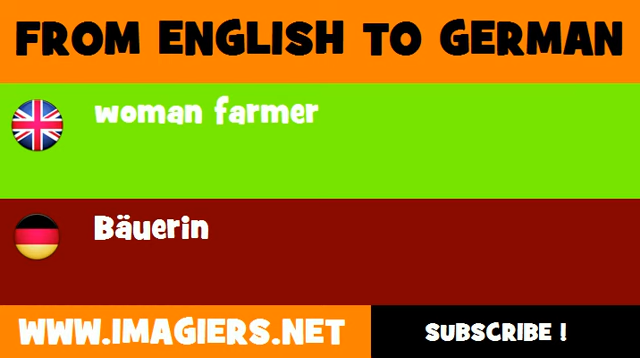 FROM ENGLISH TO GERMAN
woman farmer
Bäuerin
WWW.IMAGIERS.NET
SUBSCRIBE !